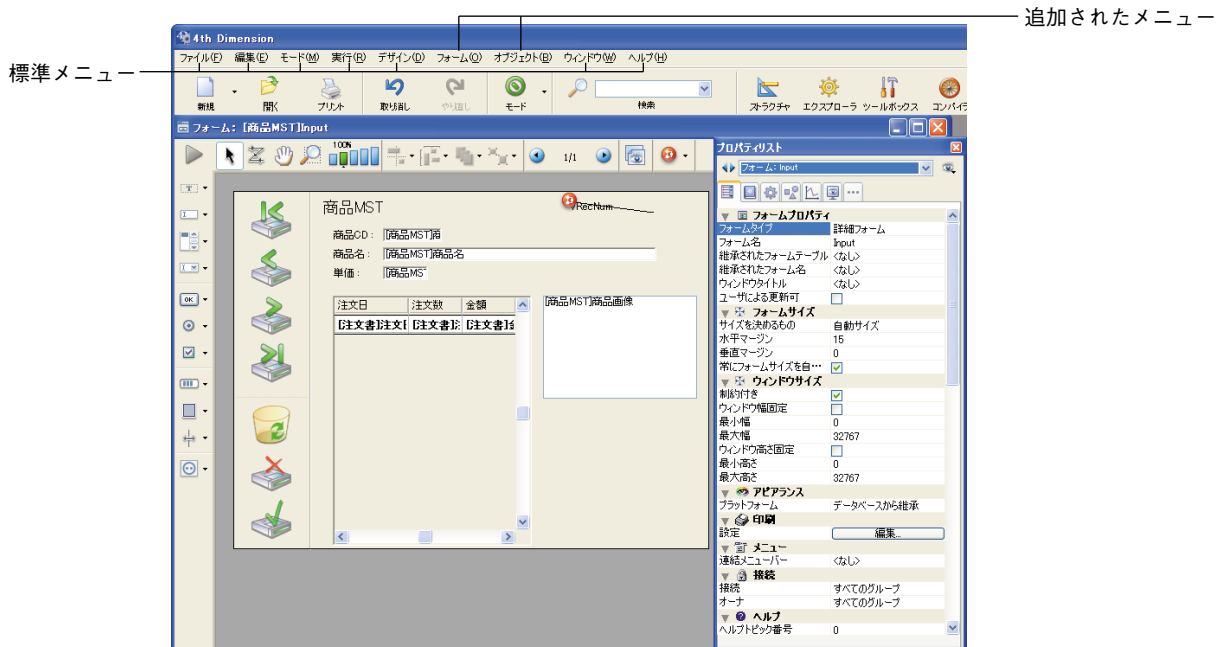 追加されたメニュー
標準メニュー
4th Dimension
ファイル(F) 編集(E) モード(M) 実行(R) デザイン(D) フォーム(O) オブジェクト(B) ウィンドウ(W) ヘルプ(H)
新規 開く プリント 取り消し やり直し モード 検索 ストラクチャ エクスプローラ ツールボックス コンパイラ
フォーム: [商品MST]Input
100%
1/1
商品MST
RecNum
商品CD: [商品MST]商
商品名: [商品MST]商品名
単価: [商品MS
注文日 注文数 金額
[注文書]注文 [注文書] [注文書]
[商品MST]商品画像
OK
プロパティリスト
フォーム: Input
フォームプロパティ
フォームタイプ 詳細フォーム
フォーム名 Input
継承されたフォームテーブル <なし>
継承されたフォーム名 <なし>
ウィンドウタイトル <なし>
ユーザによる更新可
フォームサイズ
サイズを決めるもの 自動サイズ
水平マージン 15
垂直マージン 0
常にフォームサイズを自…
ウィンドウサイズ
制約付き
ウィンドウ幅固定
最小幅 0
最大幅 32767
ウィンドウ高さ固定
最小高さ 0
最大高さ 32767
アピアランス
プラットフォーム データベースから継承
印刷
設定 編集...
メニュー
連結メニューバー <なし>
接続
接続 すべてのグループ
オーナ すべてのグループ
ヘルプ
ヘルプトピック番号 0